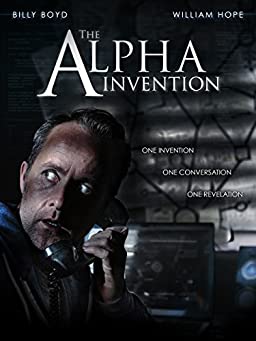 BILLY BOYD WILLIAM HOPE
THE
ALPHA
INVENTION
ONE INVENTION
ONE CONVERSATION
ONE REVELATION